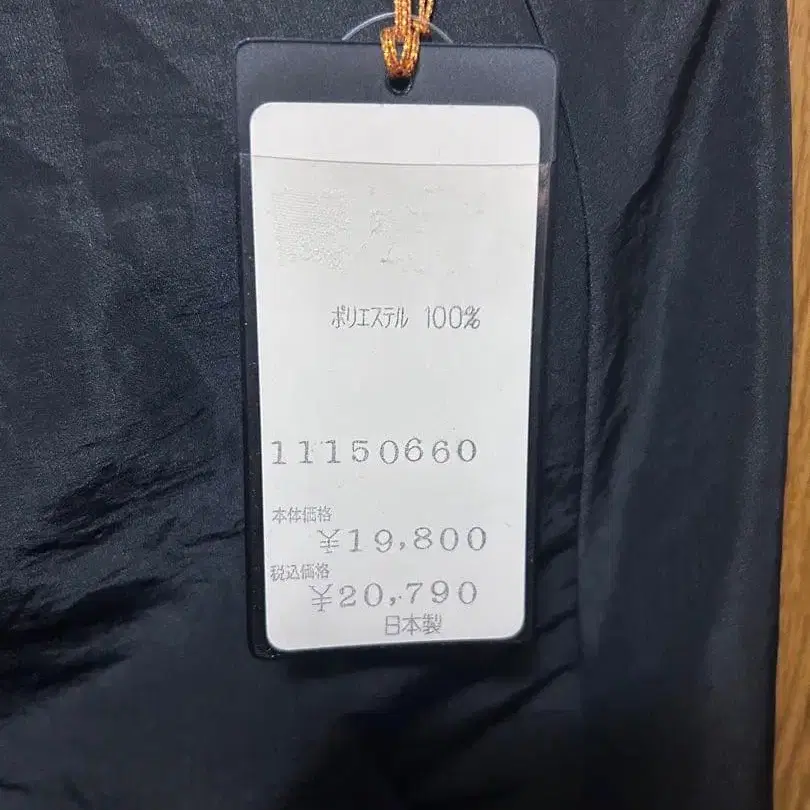 ポリエステル 100%
11150660
本体価格
¥19,800
税込価格
¥20,790
日本製